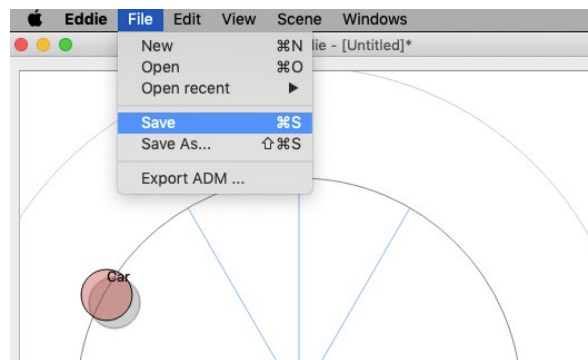 Eddie File Edit View Scene Windows
New ⌘N
lie - [Untitled]*
Open ⌘O
Open recent ▶
Save ⌘S
Save As... ⇧⌘S
Export ADM ...
Car